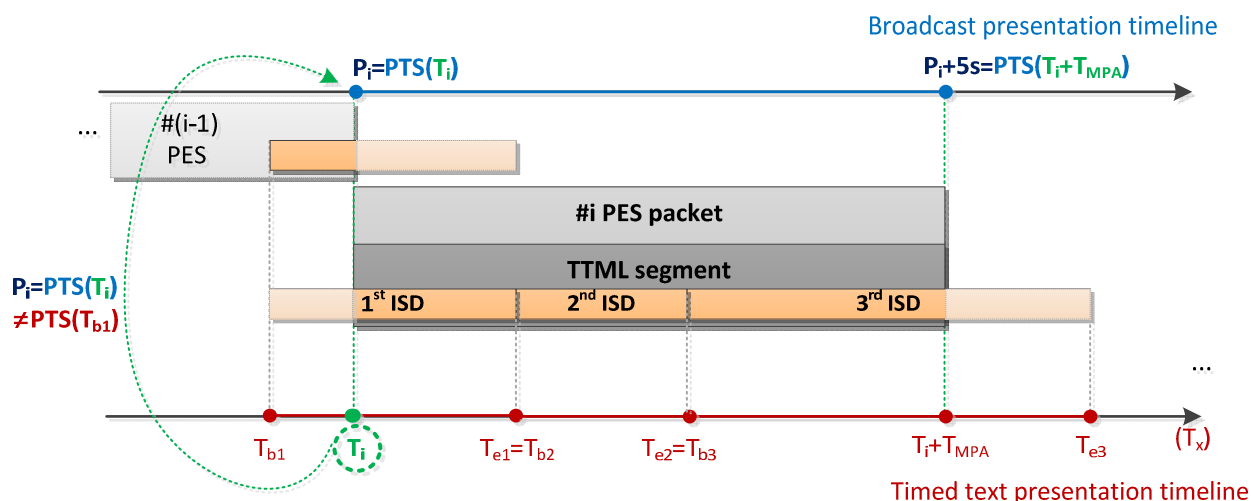 Broadcast presentation timeline
Pi=PTS(Ti)
Pi+5s=PTS(Ti+TMPA)
...
#(i-1)
PES
#i PES packet
TTML segment
Pi=PTS(Ti)
≠PTS(Tb1)
1st ISD
2nd ISD
3rd ISD
...
Tb1
Ti
Te1=Tb2
Te2=Tb3
Ti+TMPA
Te3
(Tx)
Timed text presentation timeline